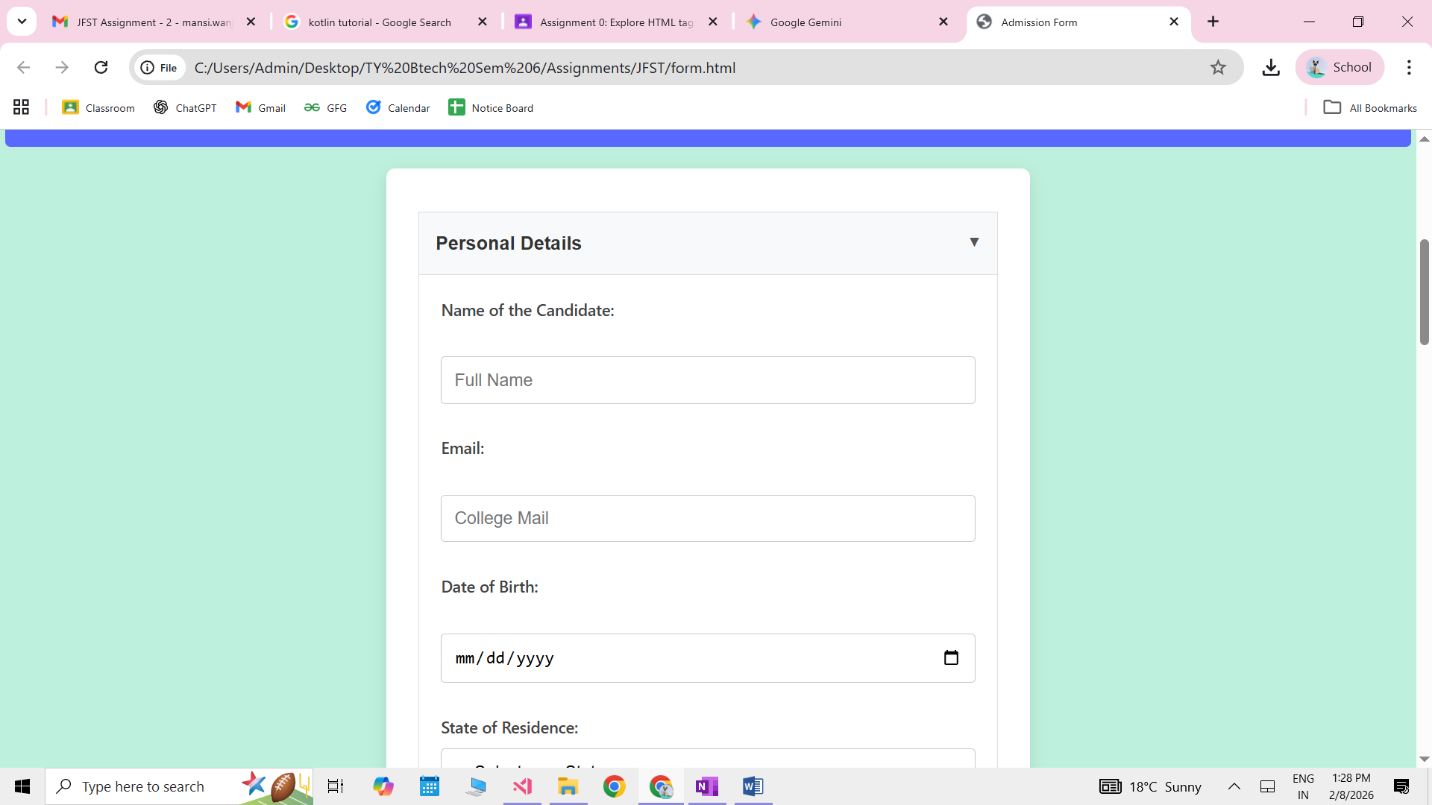 JFST Assignment - 2 - mansi.wan
kotlin tutorial - Google Search
Assignment 0: Explore HTML tag
Google Gemini
Admission Form
File
C:/Users/Admin/Desktop/TY%20Btech%20Sem%206/Assignments/JFST/form.html
School
Classroom
ChatGPT
Gmail
GFG
Calendar
Notice Board
All Bookmarks
Personal Details
Name of the Candidate:
Full Name
Email:
College Mail
Date of Birth:
mm/dd/yyyy
State of Residence:
Type here to search
18°C Sunny
ENG
IN
1:28 PM
2/8/2026